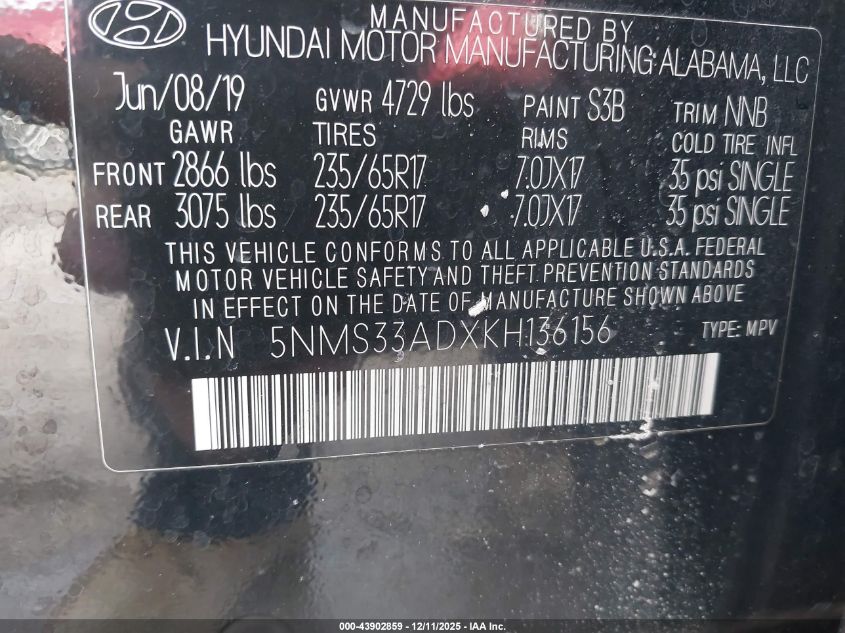 MANUFACTURED BY
HYUNDAI MOTOR MANUFACTURING ALABAMA, LLC
Jun/08/19 GVWR 4729 lbs PAINT S3B TRIM NNB
GAWR TIRES RIMS COLD TIRE INFL
FRONT 2866 lbs 235/65R17 7.0JX17 35 psi SINGLE
REAR 3075 lbs 235/65R17 7.0JX17 35 psi SINGLE
THIS VEHICLE CONFORMS TO ALL APPLICABLE U.S.A. FEDERAL
MOTOR VEHICLE SAFETY AND THEFT PREVENTION STANDARDS
IN EFFECT ON THE DATE OF MANUFACTURE SHOWN ABOVE
V.I.N 5NMS33ADXKH136156 TYPE: MPV
000-43902859 - 12/11/2025 - IAA Inc.